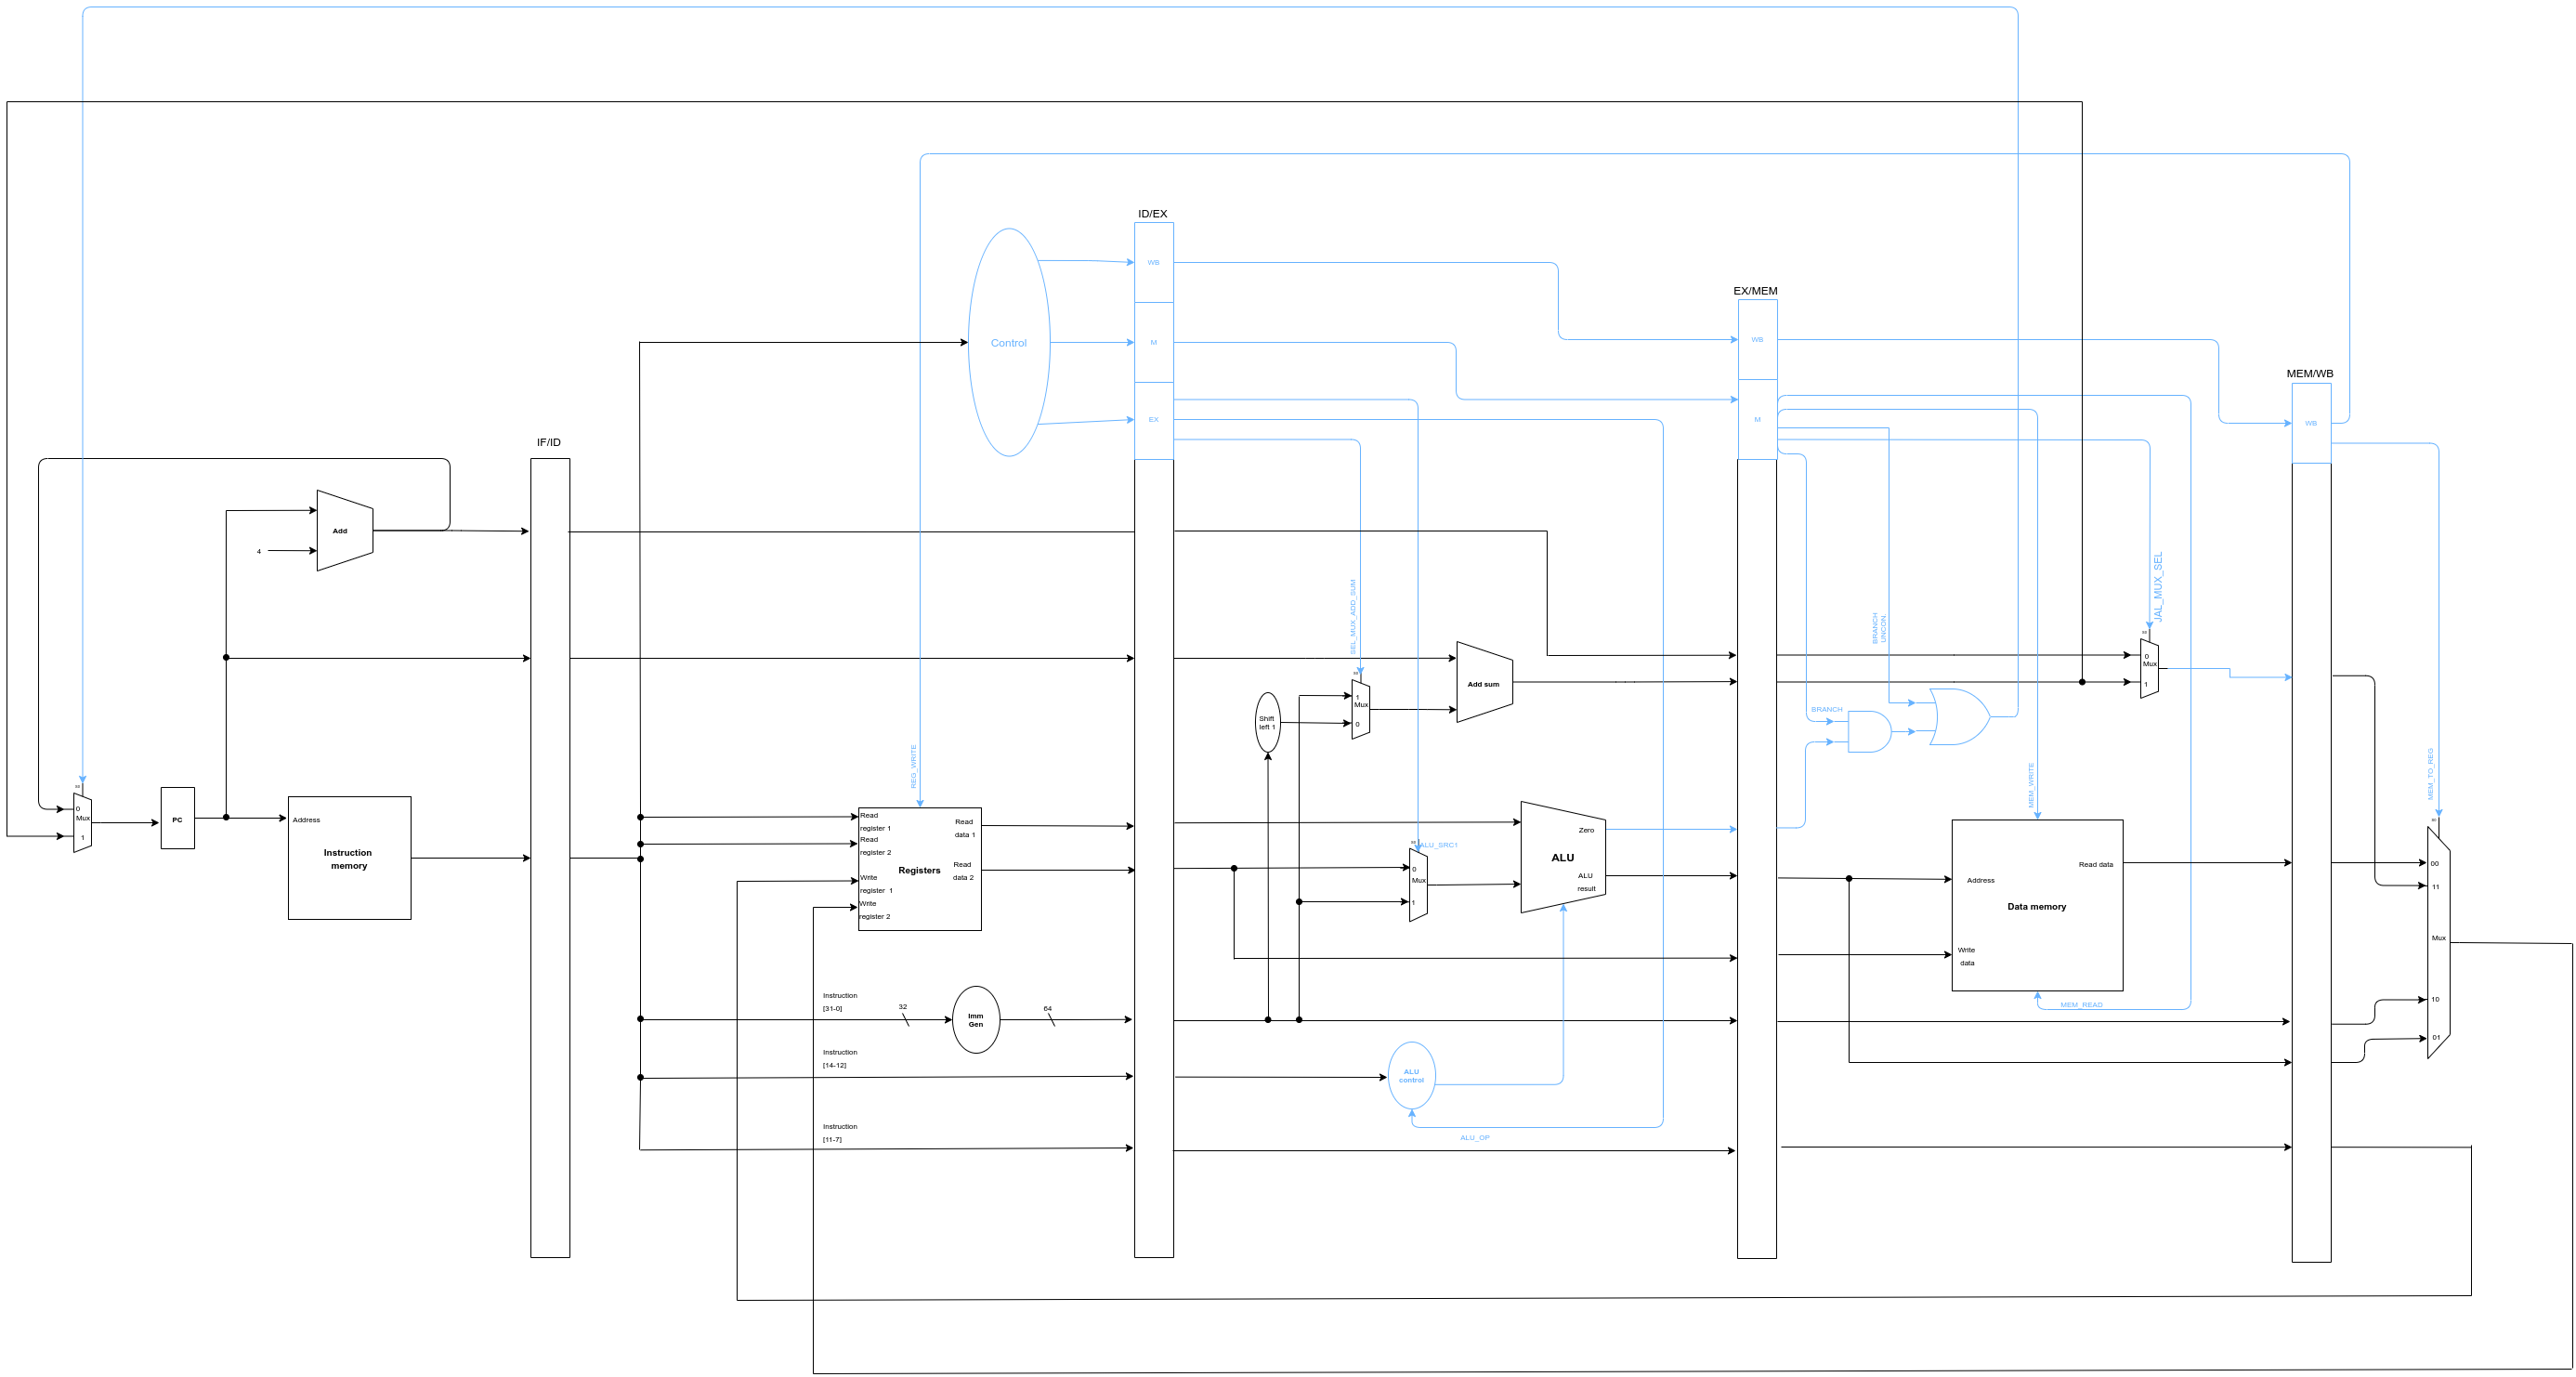 ID/EX
WB
Control
M
EX
EX/MEM
WB
M
MEM/WB
WB
IF/ID
Add
4
SEL_MUX_ADD_SUM
BRANCH
UNCON.
JAL_MUX_SEL
1
Mux
0
Shift
left 1
Add sum
0
Mux
1
BRANCH
REG_WRITE
MEM_WRITE
MEM_TO_REG
0
Mux
1
PC
Address
Instruction
memory
Read
register 1
Read
register 2
Write
register 1
Write
register 2
Registers
Read
data 1
Read
data 2
ALU_SRC1
0
Mux
1
Zero
ALU
ALU
result
Address
Read data
Data memory
Write
data
00
11
Mux
10
01
MEM_READ
Instruction
[31-0]
32
Imm
Gen
64
Instruction
[14-12]
ALU
control
Instruction
[11-7]
ALU_OP